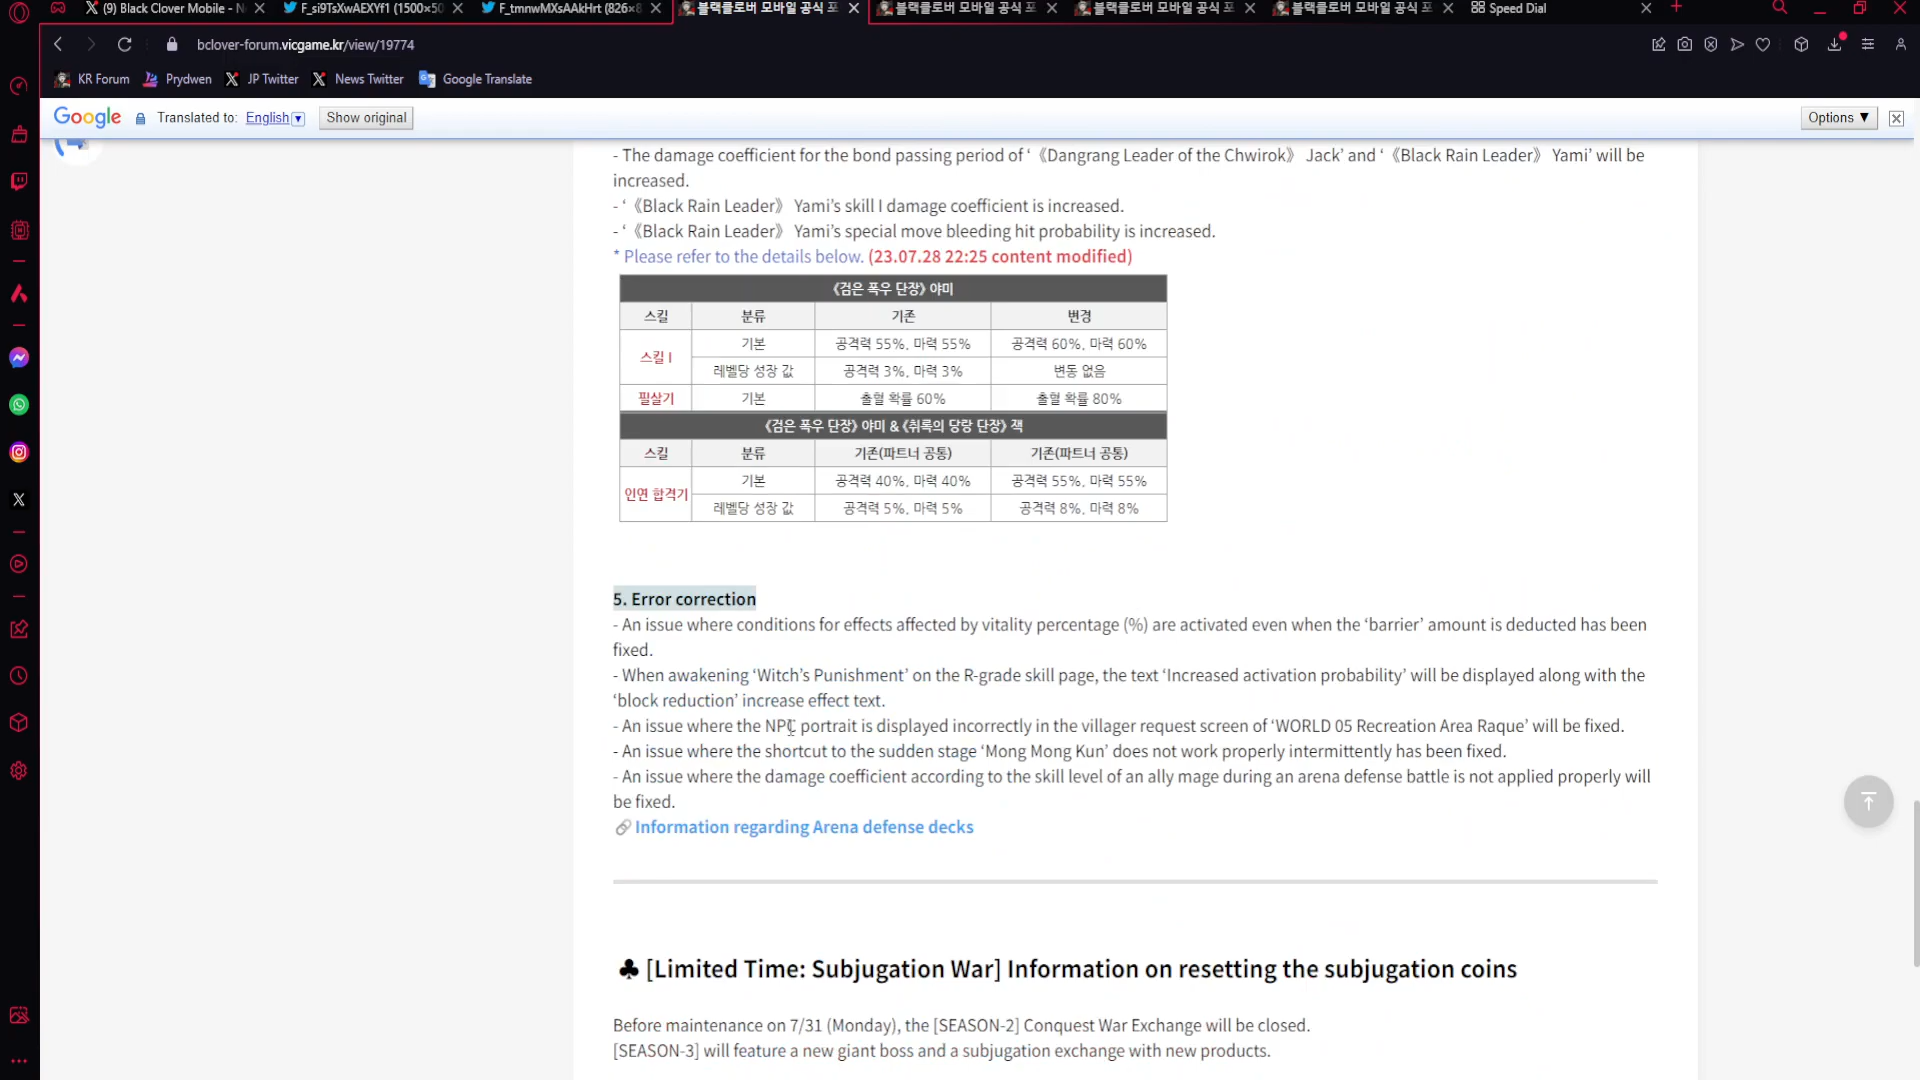 (9) Black Clover Mobile - N
F_si9TsXwAEXYf1 (1500×50
F_tmnwMXsAAkHrt (826×8
블랙클로버 모바일 공식 포
블랙클로버 모바일 공식 포
블랙클로버 모바일 공식 포
블랙클로버 모바일 공식 포
Speed Dial
bclover-forum.vicgame.kr/view/19774
KR Forum Prydwen JP Twitter News Twitter Google Translate
Google Translated to: English Show original Options ▼
- The damage coefficient for the bond passing period of ‘《Dangrang Leader of the Chwirok》 Jack’ and ‘《Black Rain Leader》 Yami’ will be
increased.
- ‘《Black Rain Leader》 Yami’s skill I damage coefficient is increased.
- ‘《Black Rain Leader》 Yami’s special move bleeding hit probability is increased.
* Please refer to the details below. (23.07.28 22:25 content modified)
《검은 폭우 단장》 야미
스킬 분류 기존 변경
스킬 I 기본 공격력 55%, 마력 55% 공격력 60%, 마력 60%
레벨당 성장 값 공격력 3%, 마력 3% 변동 없음
필살기 기본 출혈 확률 60% 출혈 확률 80%
《검은 폭우 단장》 야미 & 《취록의 당랑 단장》 잭
스킬 분류 기존(파트너 공통) 기존(파트너 공통)
인연 합격기 기본 공격력 40%, 마력 40% 공격력 55%, 마력 55%
레벨당 성장 값 공격력 5%, 마력 5% 공격력 8%, 마력 8%
5. Error correction
- An issue where conditions for effects affected by vitality percentage (%) are activated even when the ‘barrier’ amount is deducted has been
fixed.
- When awakening ‘Witch’s Punishment’ on the R-grade skill page, the text ‘Increased activation probability’ will be displayed along with the
‘block reduction’ increase effect text.
- An issue where the NPC portrait is displayed incorrectly in the villager request screen of ‘WORLD 05 Recreation Area Raque’ will be fixed.
- An issue where the shortcut to the sudden stage ‘Mong Mong Kun’ does not work properly intermittently has been fixed.
- An issue where the damage coefficient according to the skill level of an ally mage during an arena defense battle is not applied properly will
be fixed.
Information regarding Arena defense decks
♣ [Limited Time: Subjugation War] Information on resetting the subjugation coins
Before maintenance on 7/31 (Monday), the [SEASON-2] Conquest War Exchange will be closed.
[SEASON-3] will feature a new giant boss and a subjugation exchange with new products.